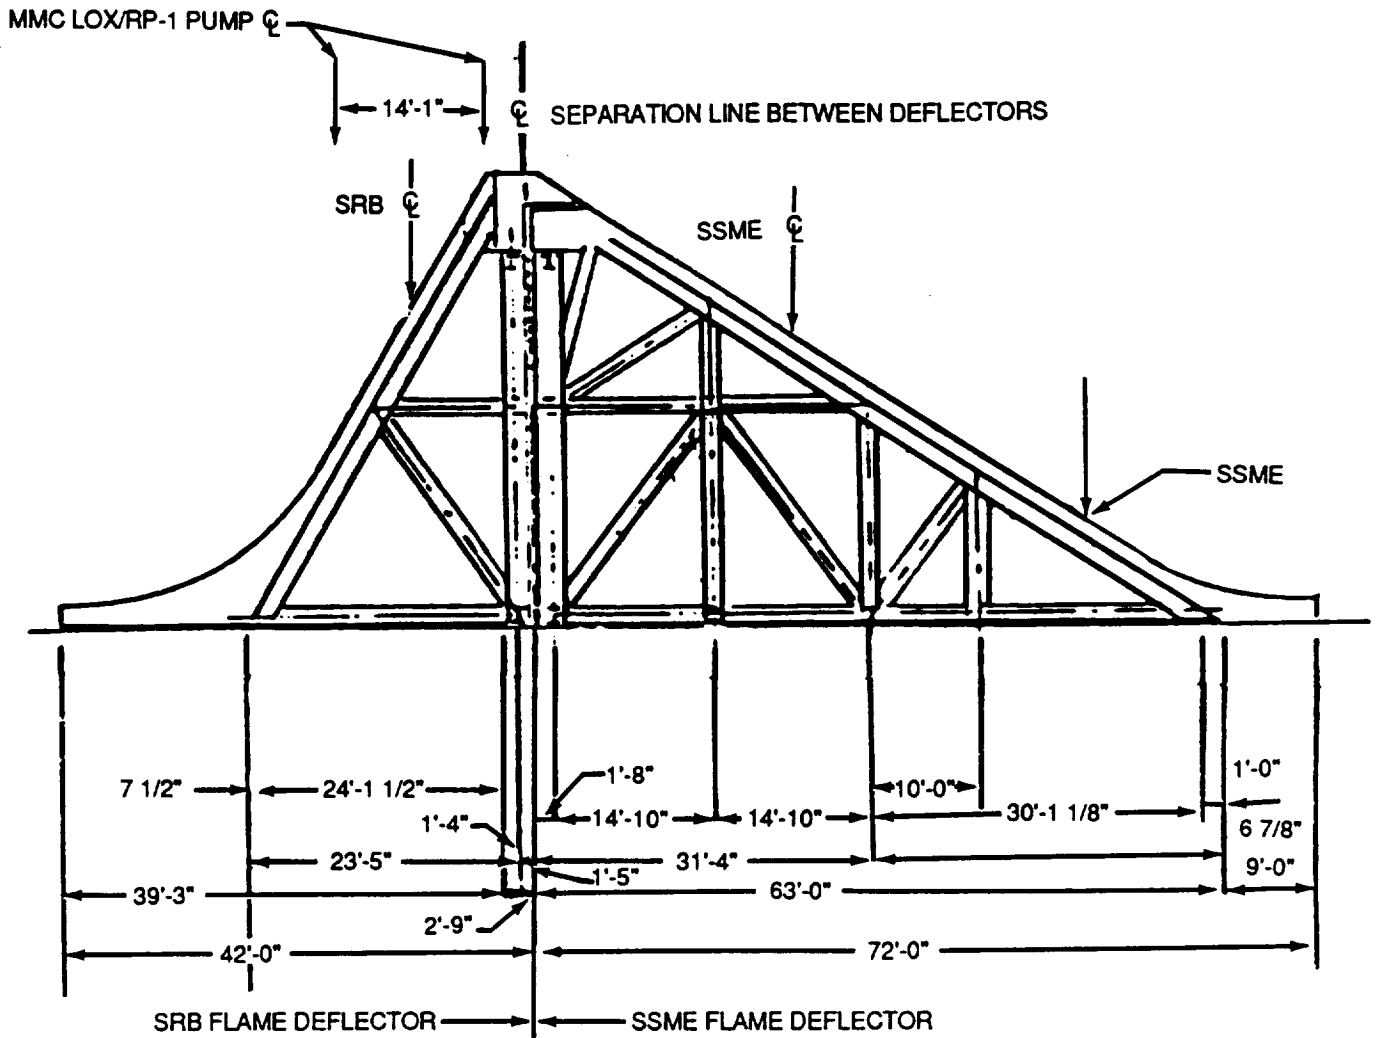 MMC LOX/RP-1 PUMP ℄
14'-1"
℄ SEPARATION LINE BETWEEN DEFLECTORS
SRB ℄
SSME ℄
SSME
7 1/2"
24'-1 1/2"
1'-8"
10'-0"
1'-0"
14'-10"
14'-10"
30'-1 1/8"
6 7/8"
1'-4"
23'-5"
31'-4"
9'-0"
1'-5"
39'-3"
63'-0"
2'-9"
42'-0"
72'-0"
SRB FLAME DEFLECTOR
SSME FLAME DEFLECTOR